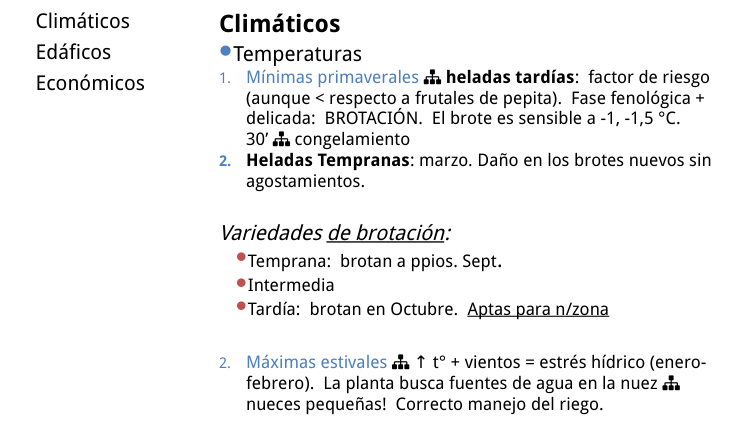 Climáticos
Edáficos
Económicos
Climáticos
•Temperaturas
1. Mínimas primaverales heladas tardías: factor de riesgo
(aunque < respecto a frutales de pepita). Fase fenológica +
delicada: BROTACIÓN. El brote es sensible a -1, -1,5 °C.
30’ congelamiento
2. Heladas Tempranas: marzo. Daño en los brotes nuevos sin
agostamientos.
Variedades de brotación:
•Temprana: brotan a ppios. Sept.
•Intermedia
•Tardía: brotan en Octubre. Aptas para n/zona
2. Máximas estivales ↑ t° + vientos = estrés hídrico (enero-
febrero). La planta busca fuentes de agua en la nuez
nueces pequeñas! Correcto manejo del riego.